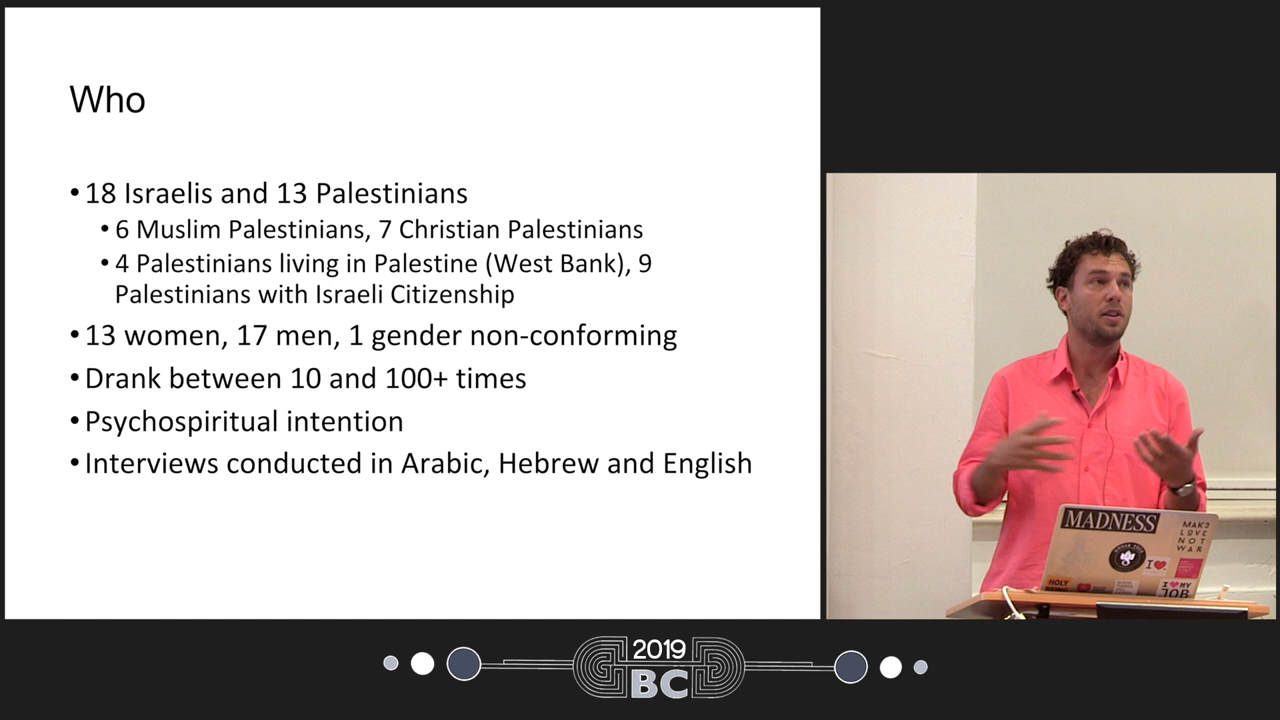 Who
•18 Israelis and 13 Palestinians
•6 Muslim Palestinians, 7 Christian Palestinians
•4 Palestinians living in Palestine (West Bank), 9
Palestinians with Israeli Citizenship
•13 women, 17 men, 1 gender non-conforming
•Drank between 10 and 100+ times
•Psychospiritual intention
•Interviews conducted in Arabic, Hebrew and English
MADNESS
MAKE
LOVE
NOT
WAR
I
HOLY
I MY
JOB
2019
BC